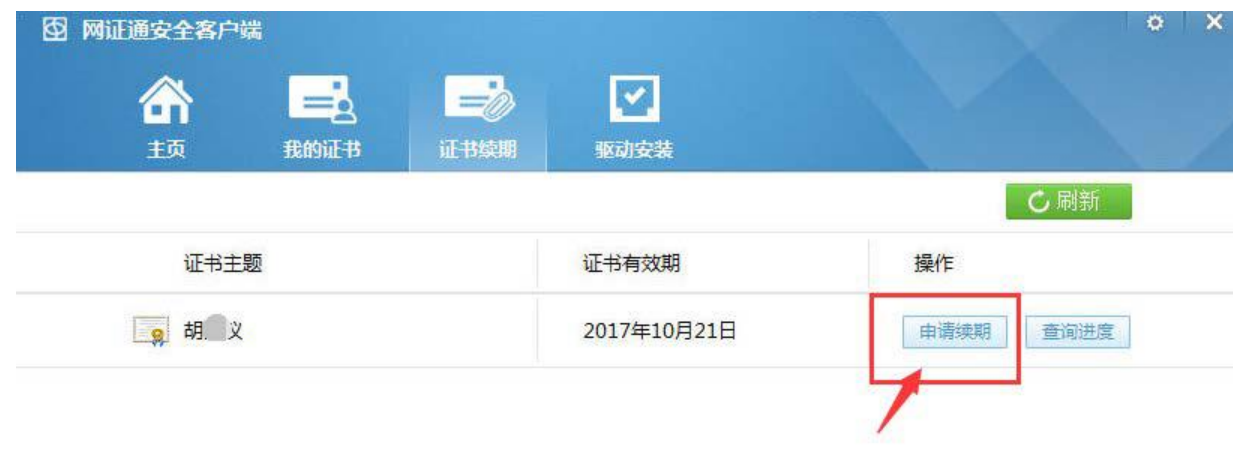 网证通安全客户端
主页 我的证书 证书续期 驱动安装
刷新
证书主题 证书有效期 操作
胡 义 2017年10月21日 申请续期 查询进度